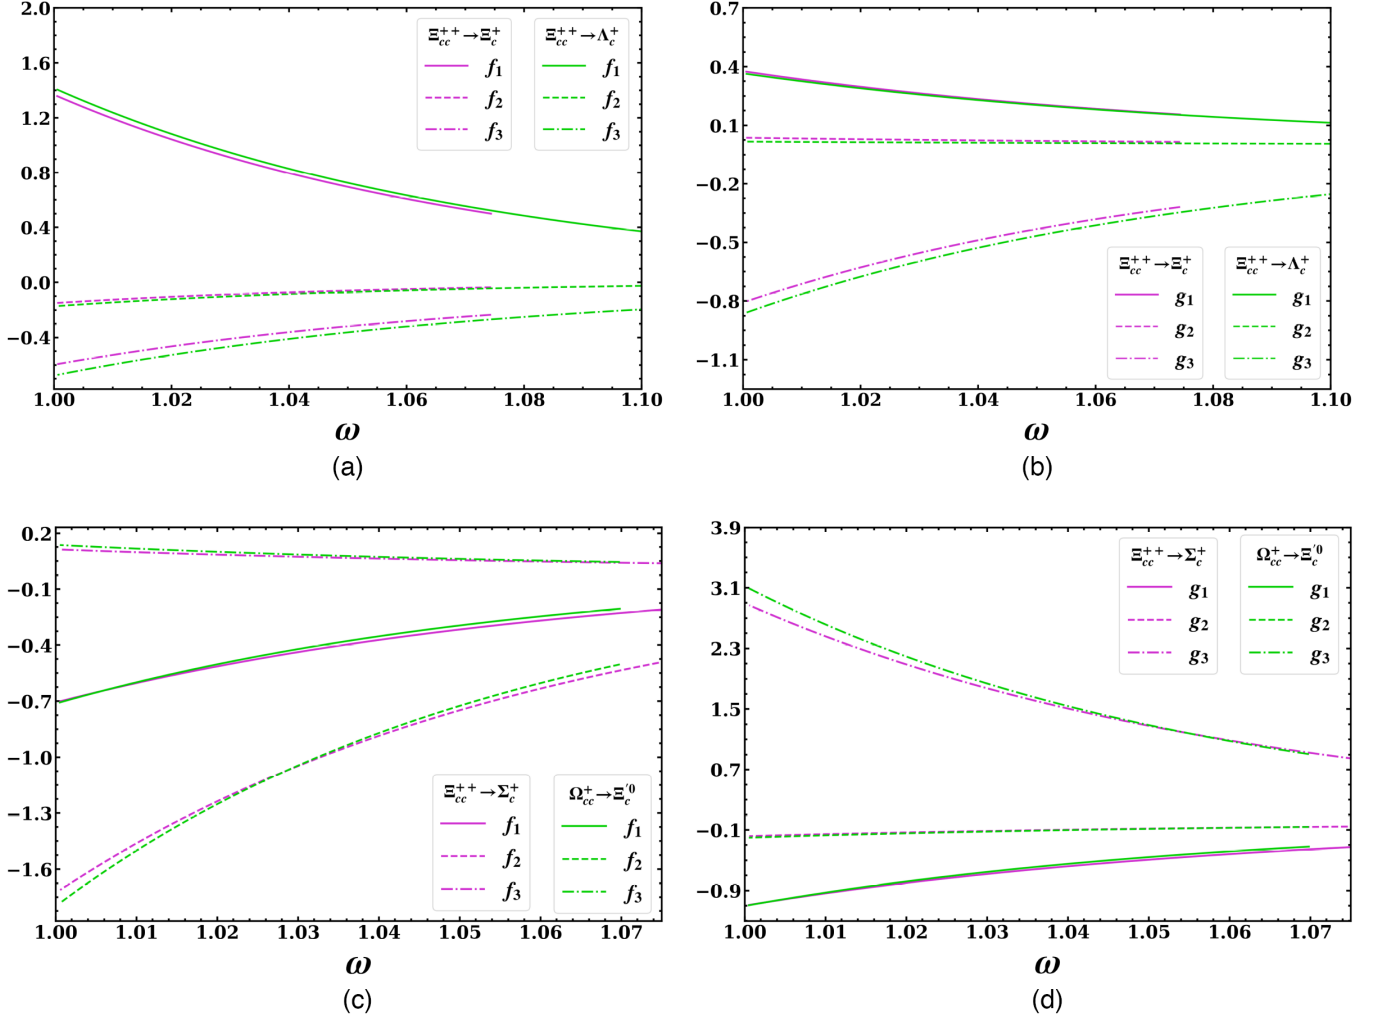 2.0
1.6
1.2
0.8
0.4
0.0
−0.4
Ξcc++→Ξc+ Ξcc++→Λc+
f1 f1
f2 f2
f3 f3
1.00 1.02 1.04 1.06 1.08 1.10
ω
(a)
0.7
0.4
0.1
−0.2
−0.5
−0.8
−1.1
Ξcc++→Ξc+ Ξcc++→Λc+
g1 g1
g2 g2
g3 g3
1.00 1.02 1.04 1.06 1.08 1.10
ω
(b)
0.2
−0.1
−0.4
−0.7
−1.0
−1.3
−1.6
Ξcc++→Σc+ Ωcc+→Ξc′0
f1 f1
f2 f2
f3 f3
1.00 1.01 1.02 1.03 1.04 1.05 1.06 1.07
ω
(c)
3.9
3.1
2.3
1.5
0.7
−0.1
−0.9
Ξcc++→Σc+ Ωcc+→Ξc′0
g1 g1
g2 g2
g3 g3
1.00 1.01 1.02 1.03 1.04 1.05 1.06 1.07
ω
(d)